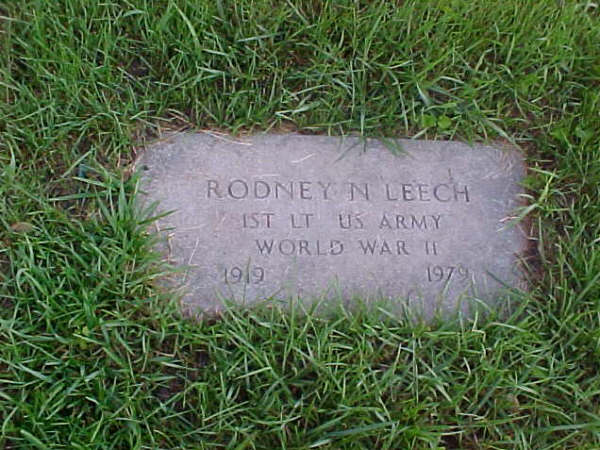 RODNEY N LEECH
1ST LT US ARMY
WORLD WAR II
1919 1979